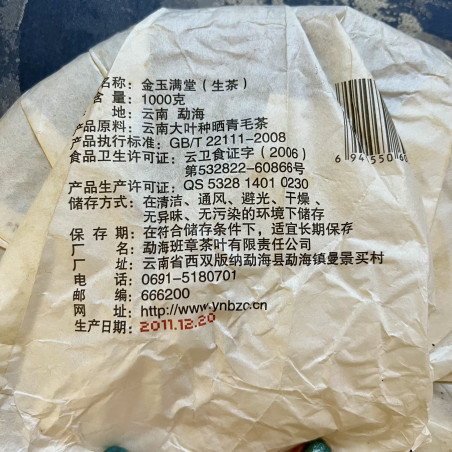 名称：金玉满堂（生茶）
含量：1000克
地：云南 勐海
产品原料：云南大叶种晒青毛茶
产品执行标准：GB/T 22111-2008
食品卫生许可证：云卫食证字（2006）
第532822-60866号
产品生产许可证：QS 5328 1401 0230
储存方式：在清洁、通风、避光、干燥、
无异味、无污染的环境下储存
保存期：在符合储存条件下，适宜长期保存
厂名：勐海班章茶叶有限责任公司
厂址：云南省西双版纳勐海县勐海镇曼景买村
电话：0691-5180701
邮编：666200
网址：http://www.ynbzc.cn
生产日期：2011.12.20
6 945506